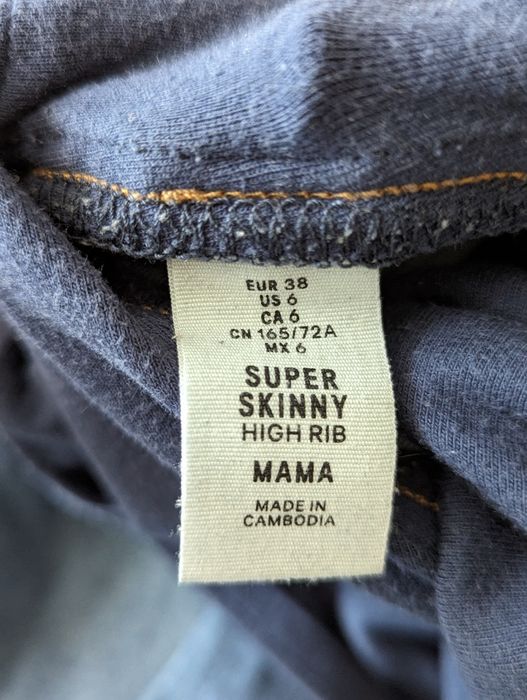 EUR 38
US 6
CA 6
CN 165/72A
MX 6
SUPER
SKINNY
HIGH RIB
MAMA
MADE IN
CAMBODIA